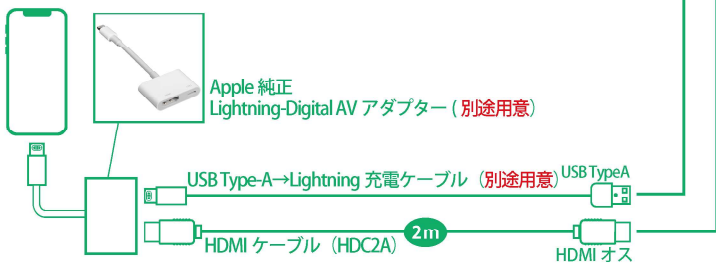 Apple 純正
Lightning-Digital AV アダプター ( 別途用意)
USB Type-A→Lightning 充電ケーブル（別途用意）
USB TypeA
2m
HDMI ケーブル（HDC2A）
HDMI オス